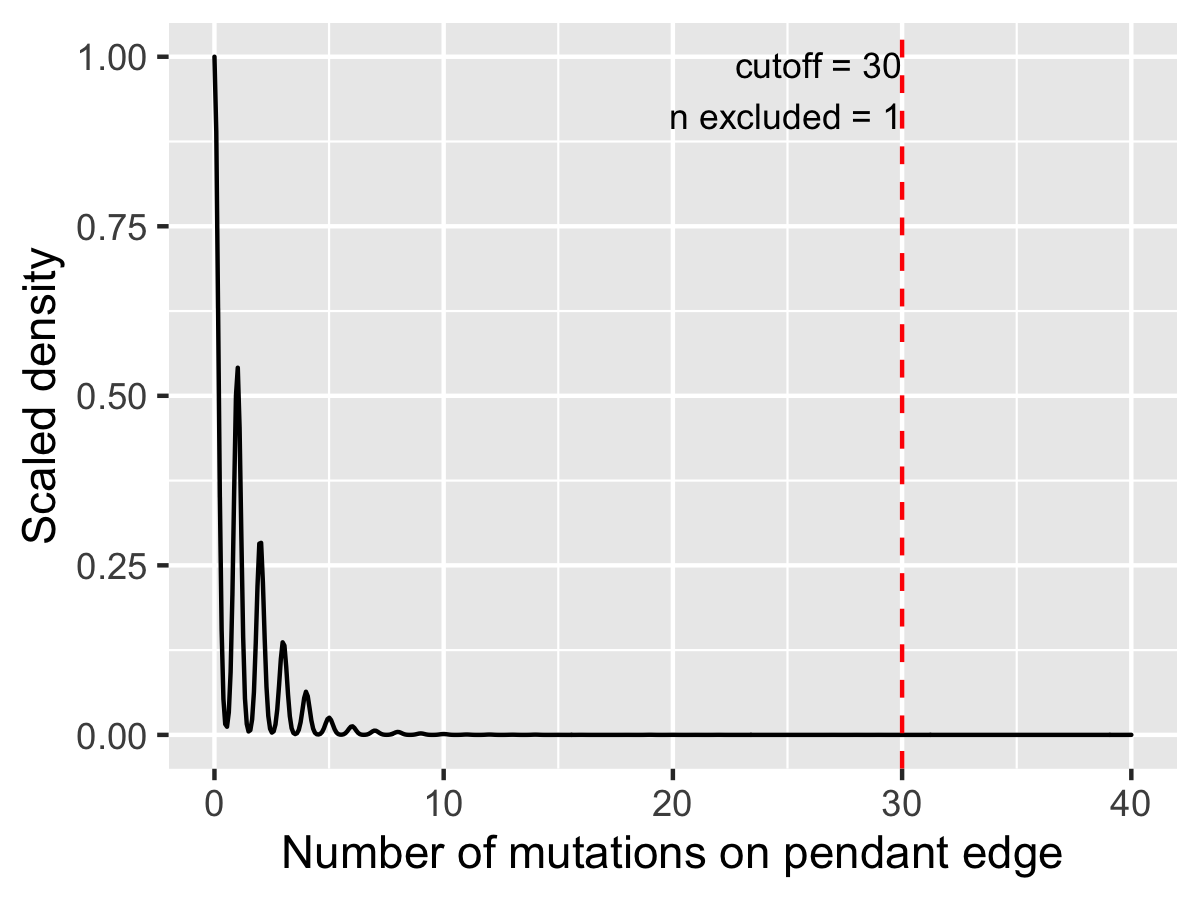 1.00
0.75
0.50
0.25
0.00
Scaled density
cutoff = 30
n excluded = 1
0
10
20
30
40
Number of mutations on pendant edge